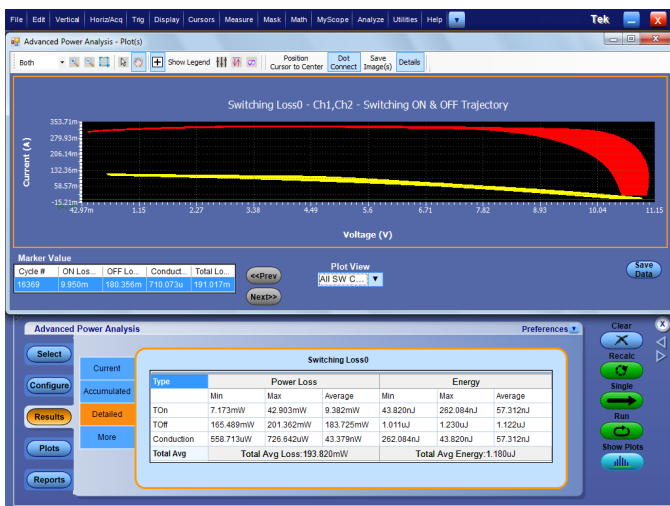 File Edit Vertical Horiz/Acq Trig Display Cursors Measure Mask Math MyScope Analyze Utilities Help Tek
Advanced Power Analysis - Plot(s)
Both Show Legend Position Cursor to Center Dot Connect Save Image(s) Details
Switching Loss0 - Ch1,Ch2 - Switching ON & OFF Trajectory
Current (A)
353.71m
279.93m
206.14m
132.36m
58.57m
-15.21m
42.97m 1.15 2.27 3.38 4.49 5.6 6.71 7.82 8.93 10.04 11.15
Voltage (V)
Marker Value
Cycle # ON Los... OFF Lo... Conduct... Total Lo...
16369 9.950m 180.356m 710.073u 191.017m
<<Prev
Next>>
Plot View
All SW C...
Save Data
Advanced Power Analysis Preferences
Clear
Recalc
Single
Run
Show Plots
Select
Configure
Results
Plots
Reports
Current
Accumulated
Detailed
More
Switching Loss0
Type Power Loss Energy
Min Max Average Min Max Average
TOn 7.173mW 42.903mW 9.382mW 43.820nJ 262.084nJ 57.312nJ
TOff 165.489mW 201.362mW 183.725mW 1.011uJ 1.230uJ 1.122uJ
Conduction 558.713uW 726.642uW 43.379nW 262.084nJ 43.820nJ 57.312nJ
Total Avg Total Avg Loss:193.820mW Total Avg Energy:1.180uJ